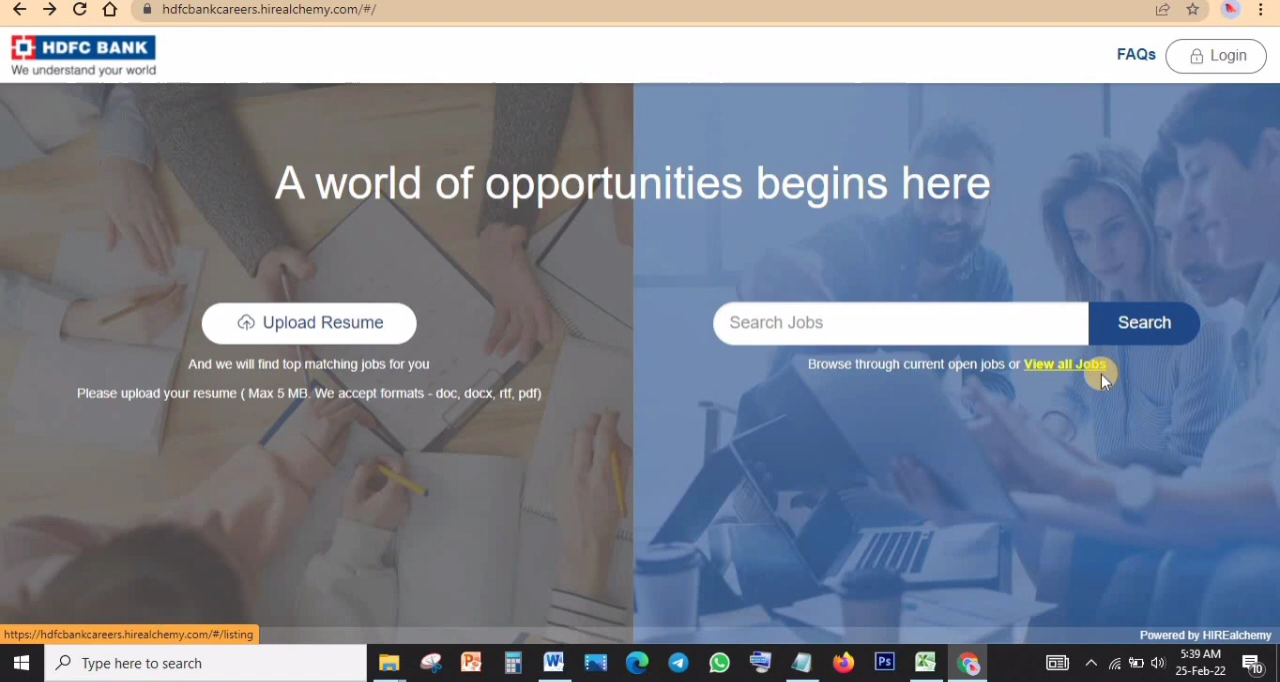 hdfcbankcareers.hirealchemy.com/#/
HDFC BANK
We understand your world
FAQs
Login
A world of opportunities begins here
Upload Resume
And we will find top matching jobs for you
Please upload your resume ( Max 5 MB. We accept formats - doc, docx, rtf, pdf)
Search Jobs
Search
Browse through current open jobs or View all Jobs
https://hdfcbankcareers.hirealchemy.com/#/listing
Powered by HIREalchemy
Type here to search
5:39 AM
25-Feb-22
10